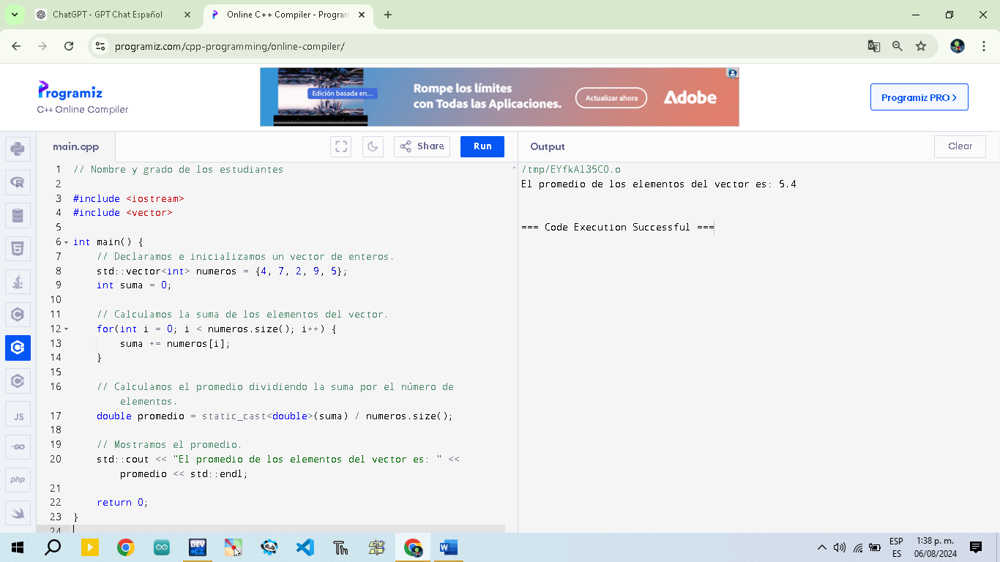 ChatGPT - GPT Chat Español
Online C++ Compiler - Progran
programiz.com/cpp-programming/online-compiler/
Programiz
C++ Online Compiler
Edición basada en...
Rompe los límites
con Todas las Aplicaciones.
Actualizar ahora
Adobe
Programiz PRO >
main.cpp
Share
Run
Output
Clear
1 // Nombre y grado de los estudiantes
2
3 #include <iostream>
4 #include <vector>
5
6 int main() {
7 // Declaramos e inicializamos un vector de enteros.
8 std::vector<int> numeros = {4, 7, 2, 9, 5};
9 int suma = 0;
10
11 // Calculamos la suma de los elementos del vector.
12 for(int i = 0; i < numeros.size(); i++) {
13 suma += numeros[i];
14 }
15
16 // Calculamos el promedio dividiendo la suma por el número de
elementos.
17 double promedio = static_cast<double>(suma) / numeros.size();
18
19 // Mostramos el promedio.
20 std::cout << "El promedio de los elementos del vector es: " <<
promedio << std::endl;
21
22 return 0;
23 }
24
/tmp/EYfkAl35C0.o
El promedio de los elementos del vector es: 5.4
=== Code Execution Successful ===
JS
GO
php
DEV
Th
W
ESP
ES
1:38 p. m.
06/08/2024